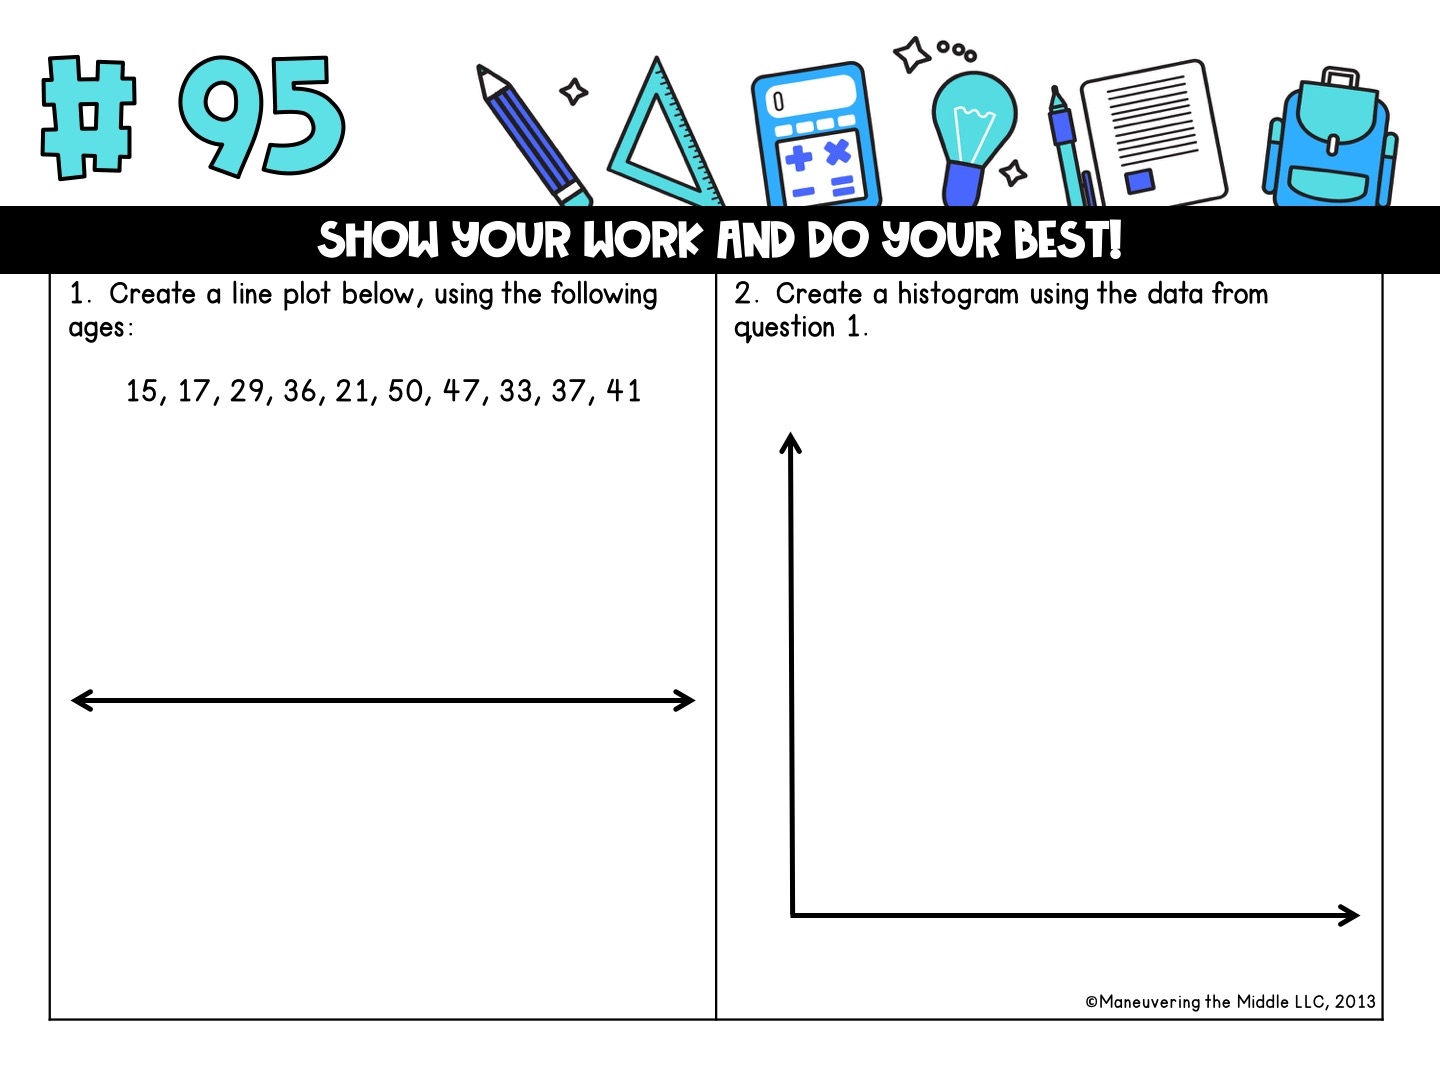 # 95
0
SHOW YOUR WORK AND DO YOUR BEST!
1. Create a line plot below, using the following
ages:
15, 17, 29, 36, 21, 50, 47, 33, 37, 41
2. Create a histogram using the data from
question 1.
©Maneuvering the Middle LLC, 2013